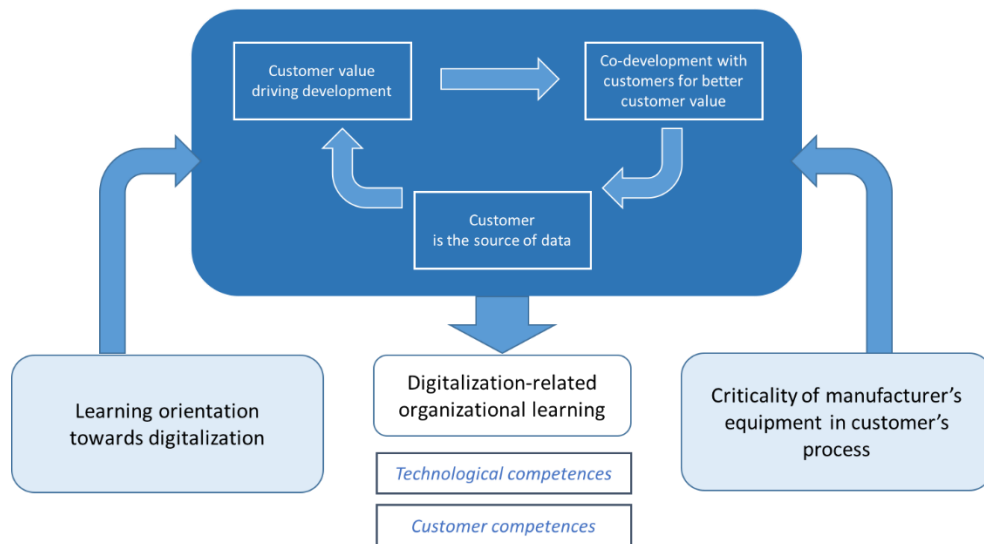 Customer value
driving development
Co-development with
customers for better
customer value
Customer
is the source of data
Learning orientation
towards digitalization
Digitalization-related
organizational learning
Criticality of manufacturer’s
equipment in customer’s
process
Technological competences
Customer competences